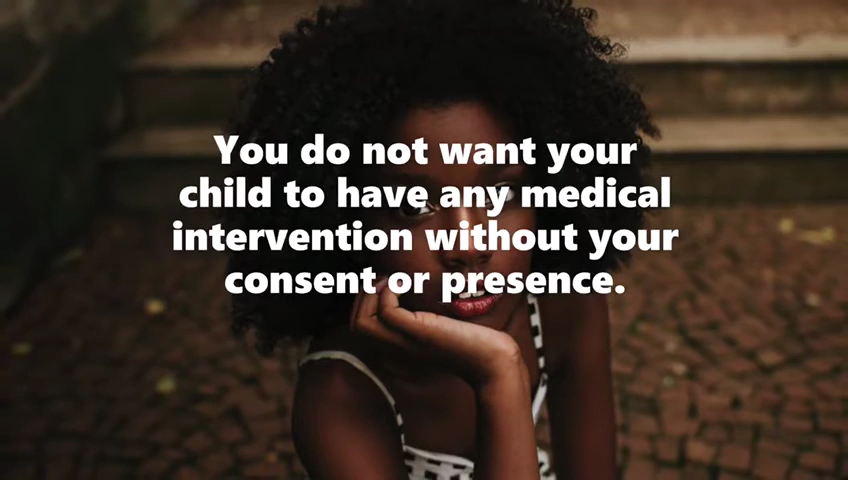 You do not want your
child to have any medical
intervention without your
consent or presence.